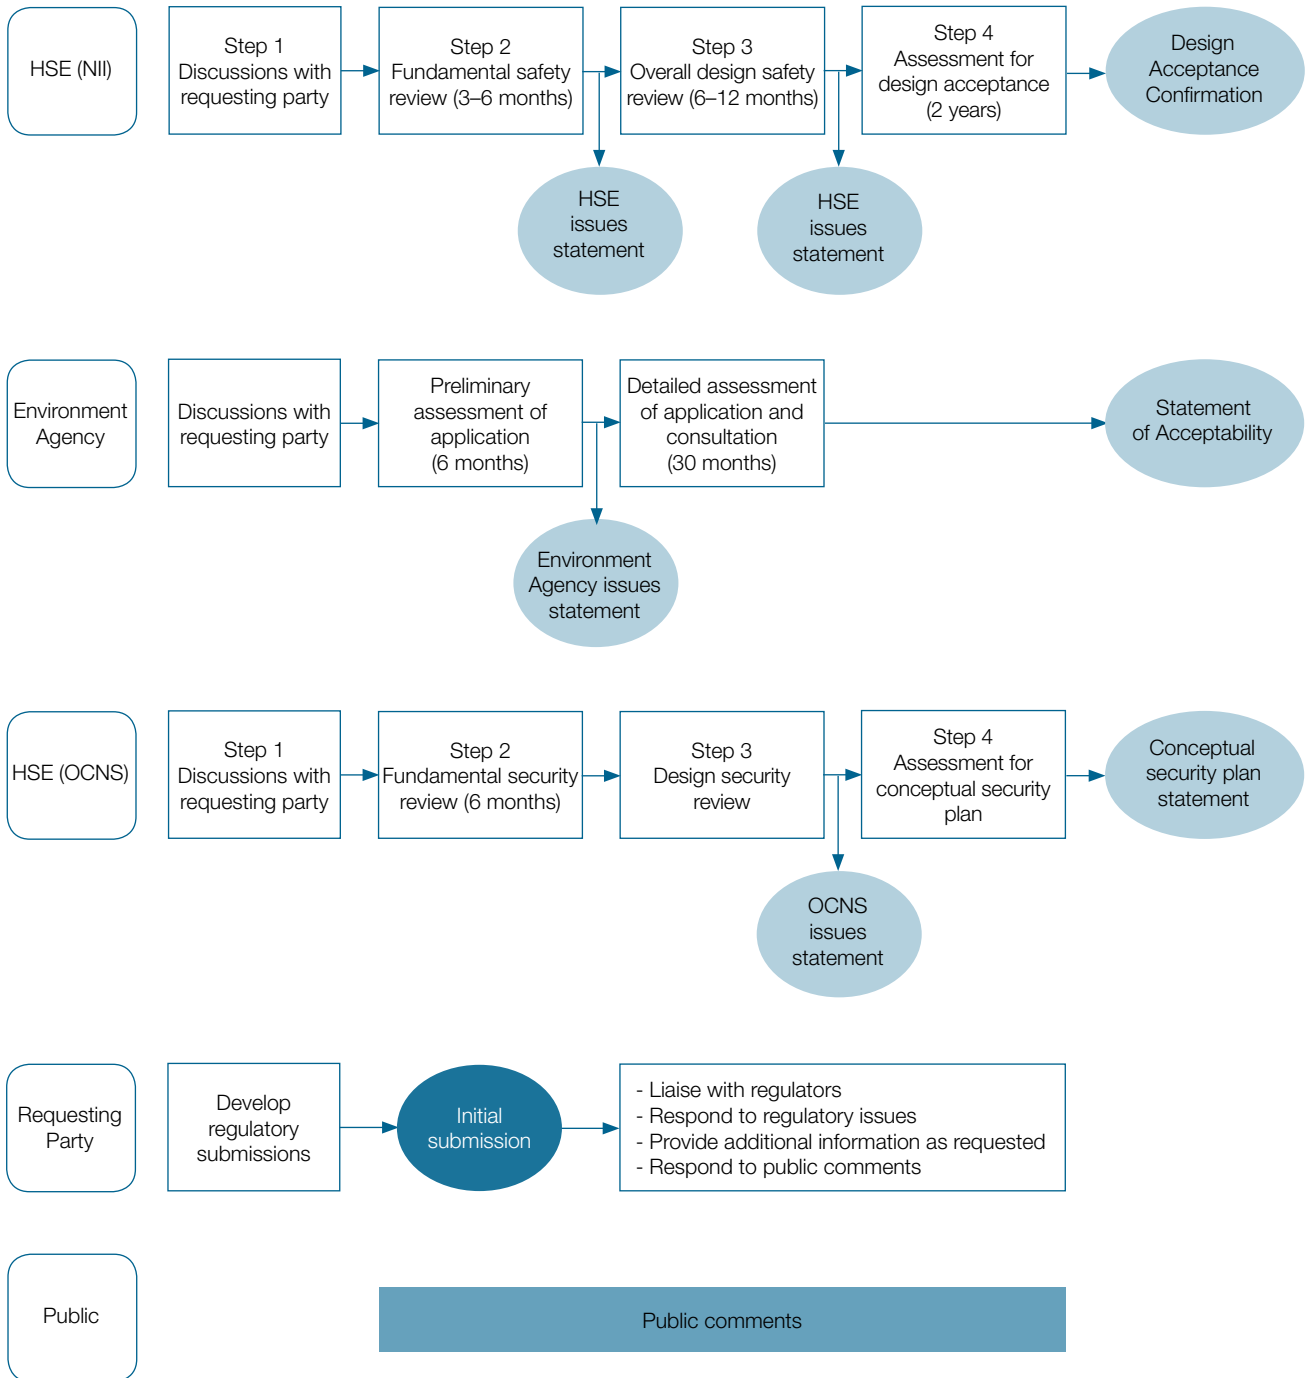 HSE (NII)
Step 1
Discussions with
requesting party
Step 2
Fundamental safety
review (3–6 months)
Step 3
Overall design safety
review (6–12 months)
Step 4
Assessment for
design acceptance
(2 years)
Design
Acceptance
Confirmation
HSE
issues
statement
HSE
issues
statement
Environment
Agency
Discussions with
requesting party
Preliminary
assessment of
application
(6 months)
Detailed assessment
of application and
consultation
(30 months)
Statement
of Acceptability
Environment
Agency issues
statement
HSE (OCNS)
Step 1
Discussions with
requesting party
Step 2
Fundamental security
review (6 months)
Step 3
Design security
review
Step 4
Assessment for
conceptual security
plan
Conceptual
security plan
statement
OCNS
issues
statement
Requesting
Party
Develop
regulatory
submissions
Initial
submission
- Liaise with regulators
- Respond to regulatory issues
- Provide additional information as requested
- Respond to public comments
Public
Public comments